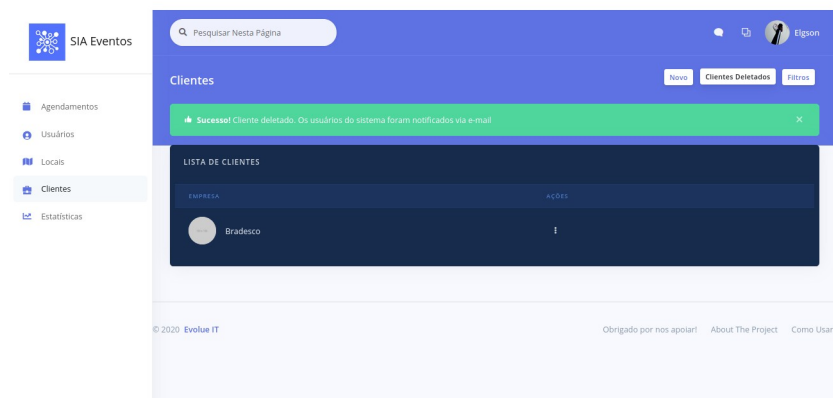 SIA Eventos
Pesquisar Nesta Página
Elgson
Clientes
Novo
Clientes Deletados
Filtros
Agendamentos
Usuários
Locais
Clientes
Estatísticas
Sucesso! Cliente deletado. Os usuários do sistema foram notificados via e-mail
LISTA DE CLIENTES
EMPRESA
AÇÕES
Bradesco
© 2020 Evolue IT
Obrigado por nos apoiar!
About The Project
Como Usar